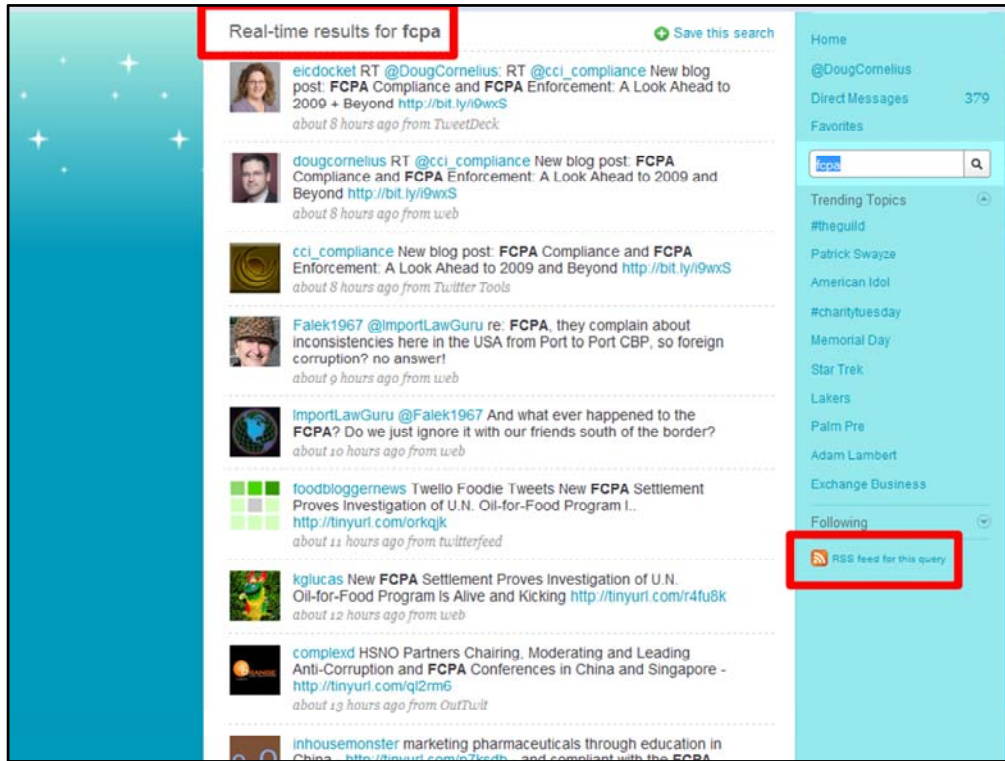 Real-time results for fcpa
Save this search
eicdocket RT @DougCornelius: RT @cci_compliance New blog
post: FCPA Compliance and FCPA Enforcement: A Look Ahead to
2009 + Beyond http://bit.ly/i9wxS
about 8 hours ago from TweetDeck
dougcornelius RT @cci_compliance New blog post: FCPA
Compliance and FCPA Enforcement: A Look Ahead to 2009 and
Beyond http://bit.ly/i9wxS
about 8 hours ago from web
cci_compliance New blog post: FCPA Compliance and FCPA
Enforcement: A Look Ahead to 2009 and Beyond http://bit.ly/i9wxS
about 8 hours ago from Twitter Tools
Falek1967 @ImportLawGuru re: FCPA, they complain about
inconsistencies here in the USA from Port to Port CBP, so foreign
corruption? no answer!
about 9 hours ago from web
ImportLawGuru @Falek1967 And what ever happened to the
FCPA? Do we just ignore it with our friends south of the border?
about 10 hours ago from web
foodbloggernews Twello Foodie Tweets New FCPA Settlement
Proves Investigation of U.N. Oil-for-Food Program I..
http://tinyurl.com/orkqjk
about 11 hours ago from twitterfeed
kglucas New FCPA Settlement Proves Investigation of U.N.
Oil-for-Food Program Is Alive and Kicking http://tinyurl.com/r4fu8k
about 12 hours ago from web
complexd HSNO Partners Chairing, Moderating and Leading
Anti-Corruption and FCPA Conferences in China and Singapore -
http://tinyurl.com/ql2rm6
about 13 hours ago from OutTwit
inhousemonster marketing pharmaceuticals through education in
China - http://tinyurl.com/p7ksdb - and compliant with the FCPA
Home
@DougCornelius
Direct Messages 379
Favorites
fcpa
Trending Topics
#theguild
Patrick Swayze
American Idol
#charitytuesday
Memorial Day
Star Trek
Lakers
Palm Pre
Adam Lambert
Exchange Business
Following
RSS feed for this query